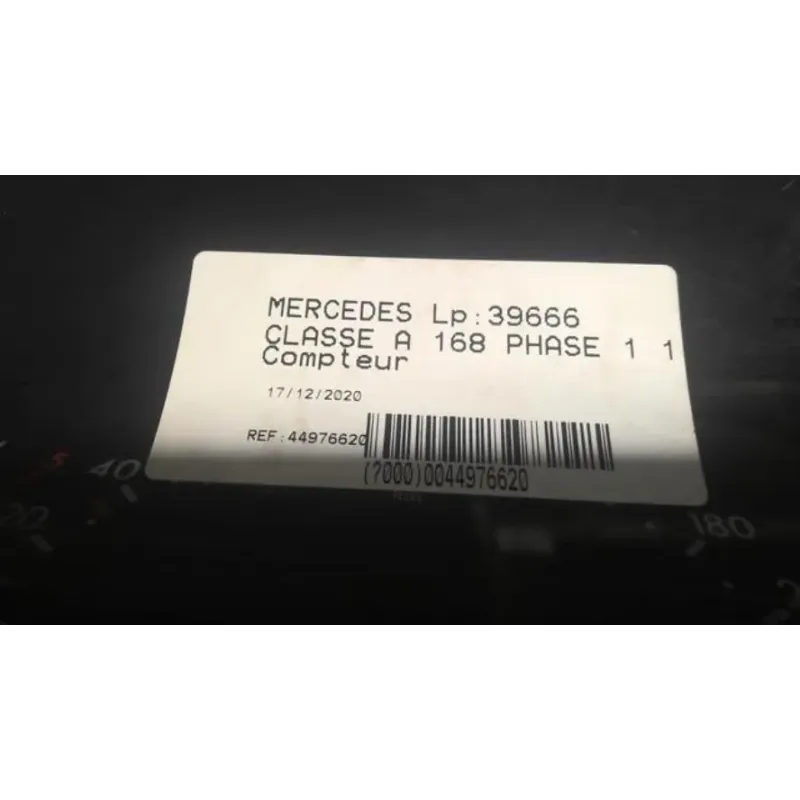 MERCEDES Lp:39666
CLASSE A 168 PHASE 1 1
Compteur
17/12/2020
REF:44976620
(?000)0044976620
40
20
180